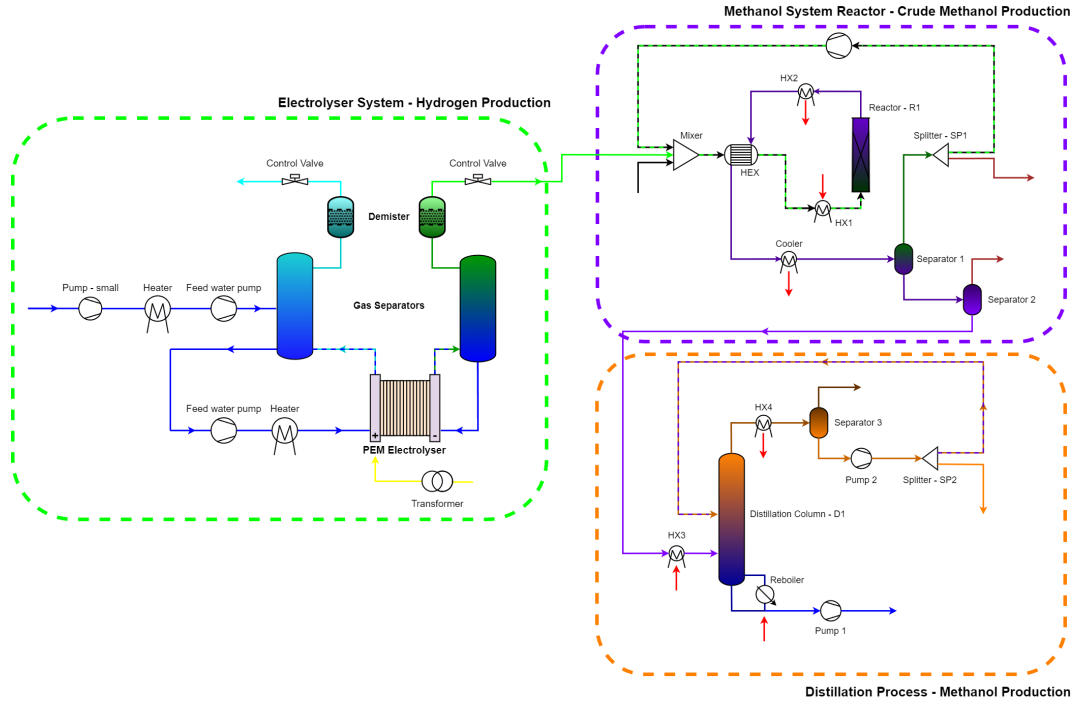 Methanol System Reactor - Crude Methanol Production
Electrolyser System - Hydrogen Production
HX2
Reactor - R1
Mixer
Splitter - SP1
HEX
HX1
Control Valve
Control Valve
Demister
Cooler
Separator 1
Separator 2
Pump - small
Heater
Feed water pump
Gas Separators
Feed water pump
Heater
+
-
PEM Electrolyser
Transformer
HX4
Separator 3
Pump 2
Splitter - SP2
Distillation Column - D1
HX3
Reboiler
Pump 1
Distillation Process - Methanol Production